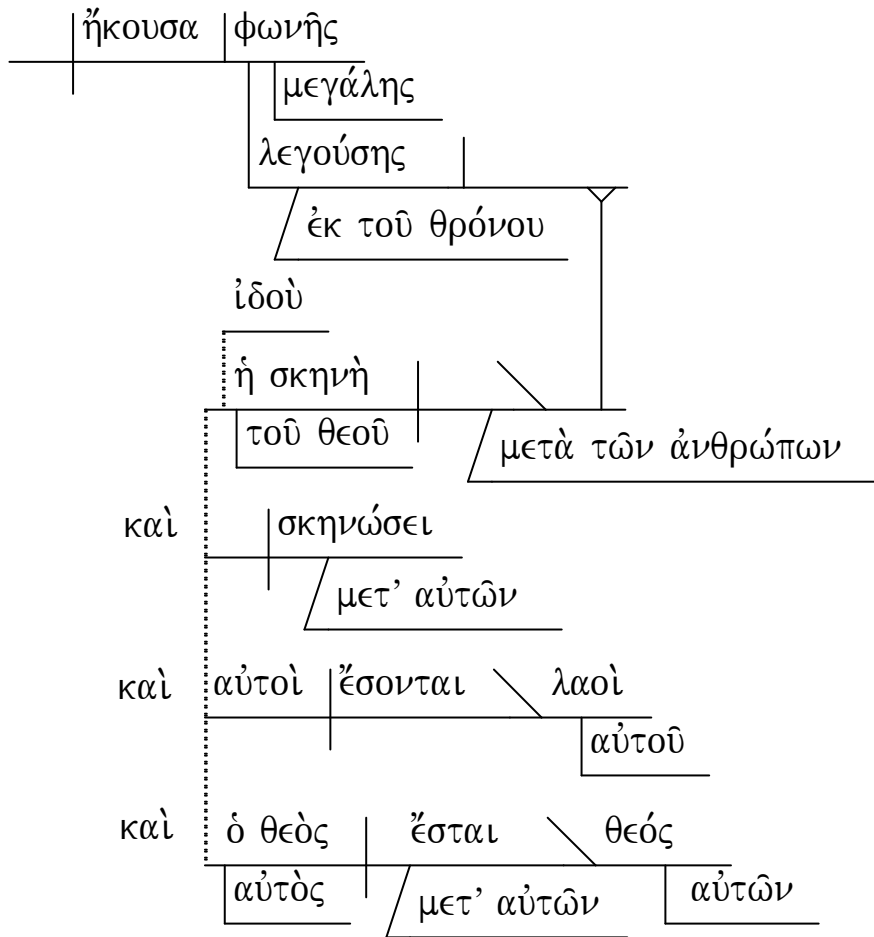 ἤκουσα φωνῆς
μεγάλης
λεγούσης
ἐκ τοῦ θρόνου
ἰδοὺ
ἡ σκηνὴ
τοῦ θεοῦ μετὰ τῶν ἀνθρώπων
καὶ σκηνώσει
μετ’ αὐτῶν
καὶ αὐτοὶ ἔσονται λαοὶ
αὐτοῦ
καὶ ὁ θεὸς ἔσται θεός
αὐτὸς μετ’ αὐτῶν αὐτῶν